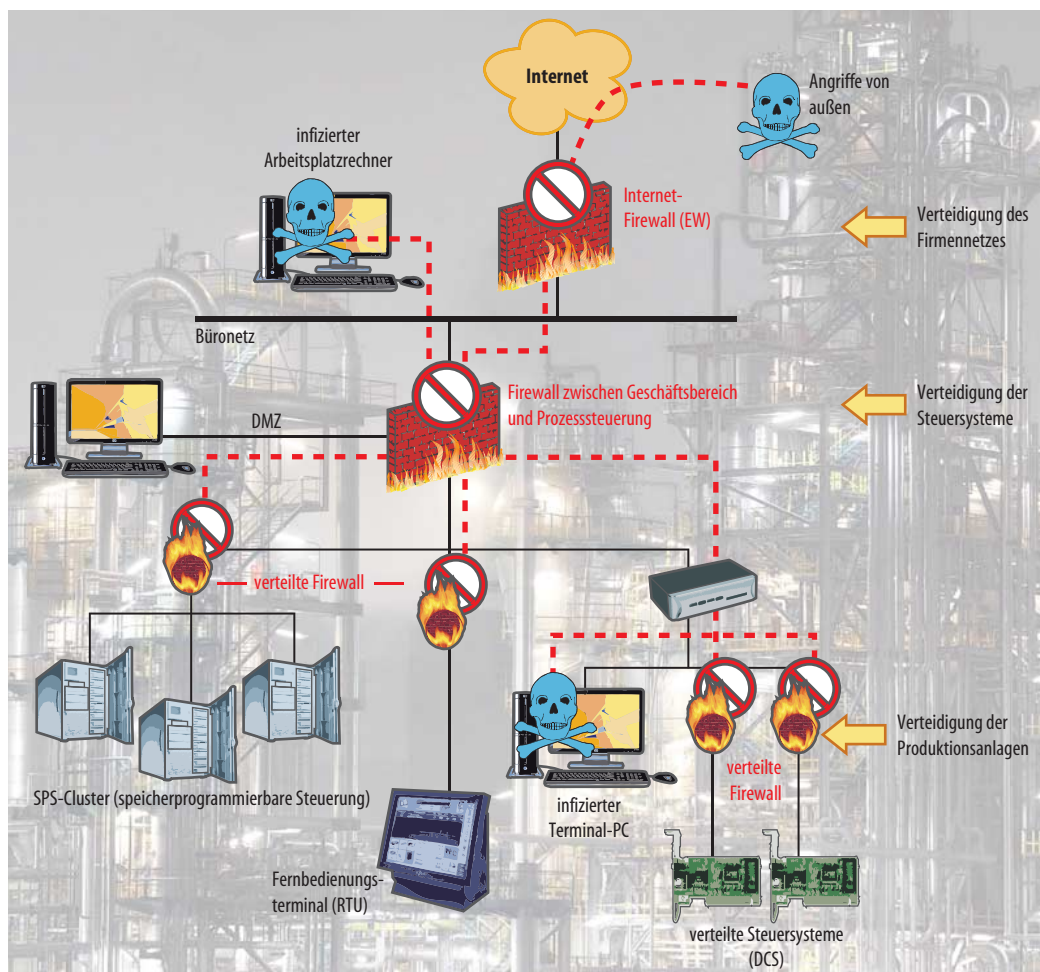 Internet
Angriffe von
außen
infizierter
Arbeitsplatzrechner
Internet-
Firewall (EW)
Verteidigung des
Firmennetzes
Büronetz
Firewall zwischen Geschäftsbereich
und Prozesssteuerung
Verteidigung der
Steuersysteme
DMZ
verteilte Firewall
Verteidigung der
Produktionsanlagen
verteilte
Firewall
SPS-Cluster (speicherprogrammierbare Steuerung)
infizierter
Terminal-PC
Fernbedienungs-
terminal (RTU)
verteilte Steuersysteme
(DCS)